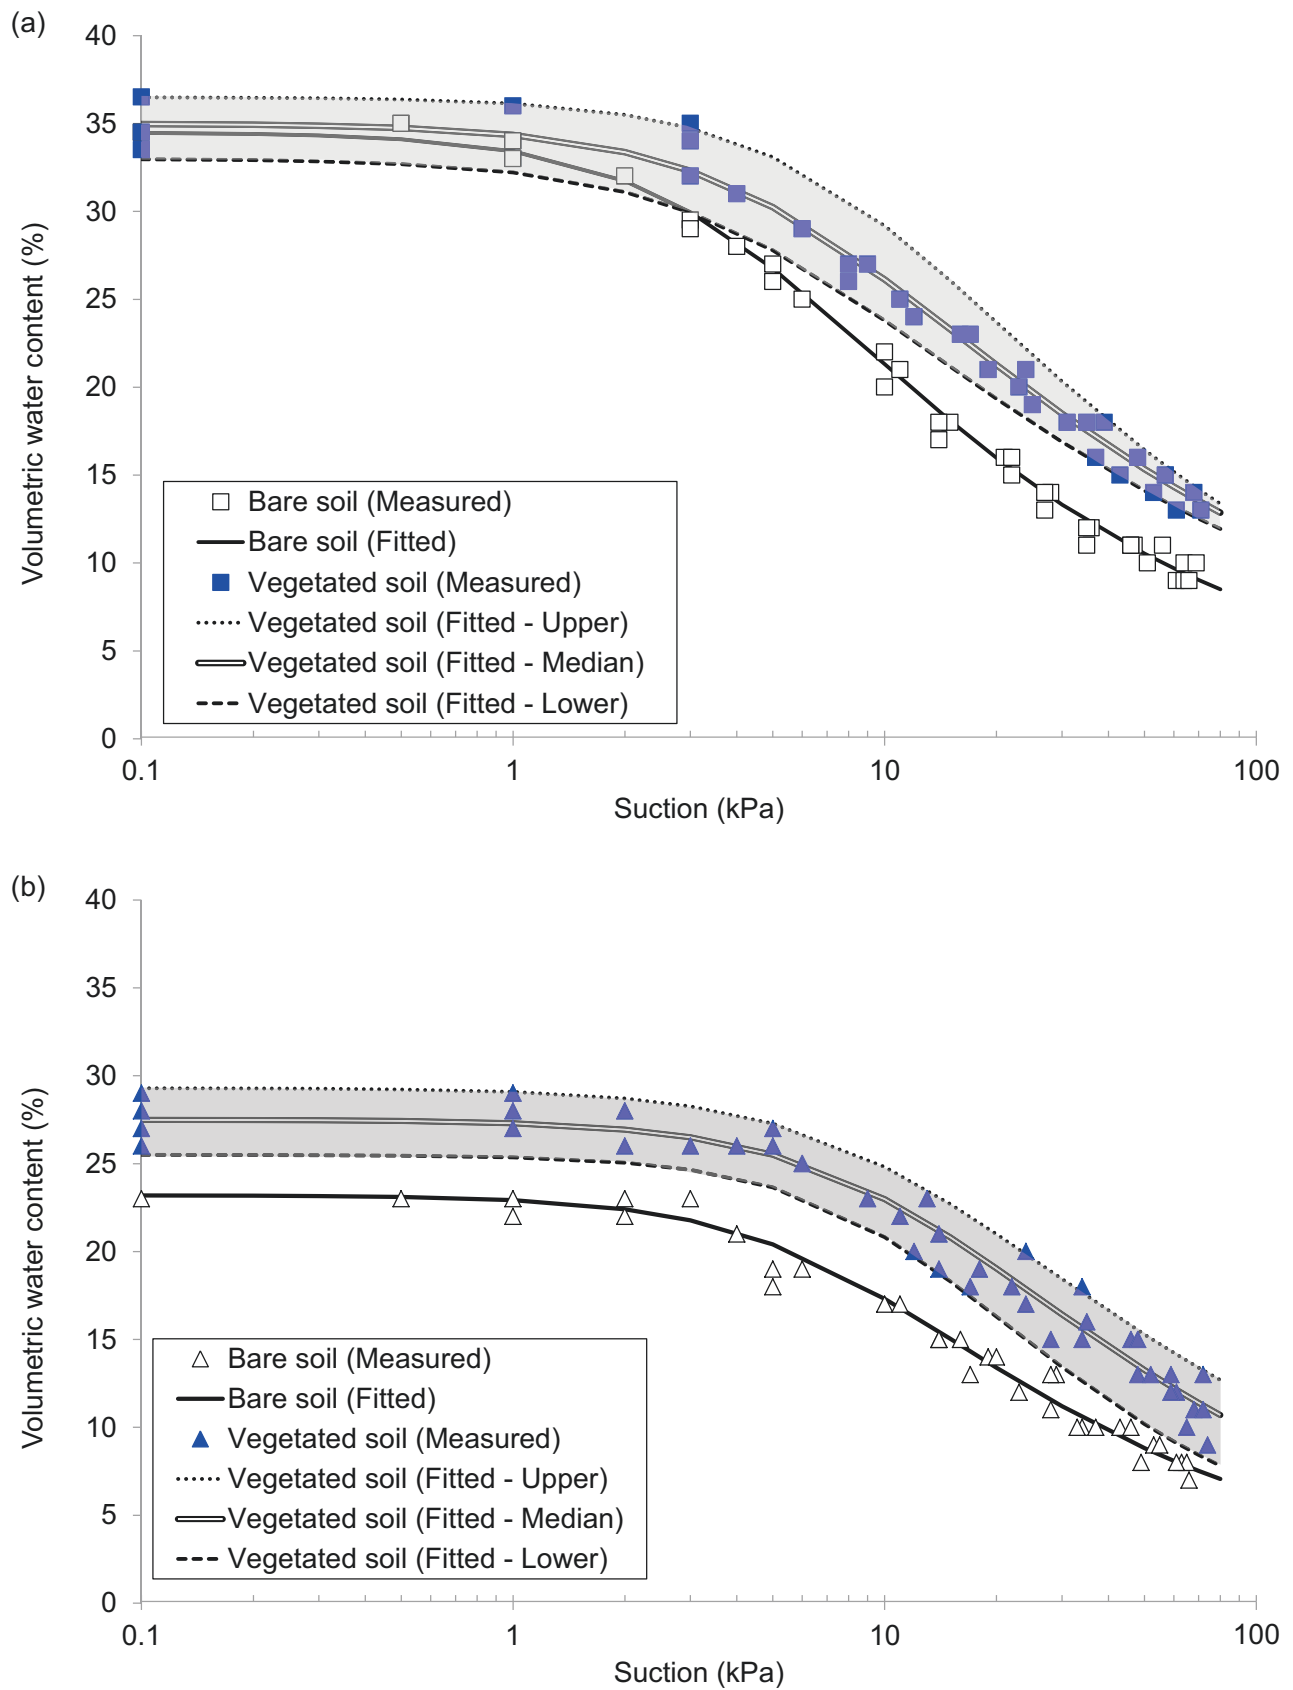 (a)
40
35
30
25
20
15
10
5
0
Volumetric water content (%)
Bare soil (Measured)
Bare soil (Fitted)
Vegetated soil (Measured)
Vegetated soil (Fitted - Upper)
Vegetated soil (Fitted - Median)
Vegetated soil (Fitted - Lower)
0.1 1 10 100
Suction (kPa)
(b)
40
35
30
25
20
15
10
5
0
Volumetric water content (%)
Bare soil (Measured)
Bare soil (Fitted)
Vegetated soil (Measured)
Vegetated soil (Fitted - Upper)
Vegetated soil (Fitted - Median)
Vegetated soil (Fitted - Lower)
0.1 1 10 100
Suction (kPa)